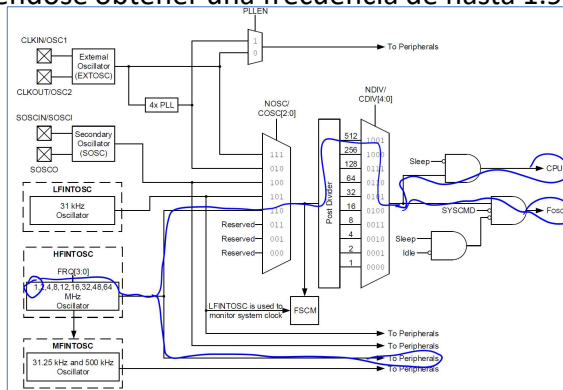 éndose obtener una frecuencia de hasta 1.9
PLLEN
CLKIN/OSC1
External
Oscillator
(EXTOSC)
CLKOUT/OSC2
1
0
To Peripherals
4x PLL
SOSCIN/SOSCI
Secondary
Oscillator
(SOSC)
SOSCO
LFINTOSC
31 kHz
Oscillator
HFINTOSC
FRQ[3:0]
1,2,4,8,12,16,32,48,64
MHz
Oscillator
MFINTOSC
31.25 kHz and 500 kHz
Oscillator
NOSC/
COSC[2:0]
111
010
100
101
110
Reserved 011
Reserved 001
Reserved 000
LFINTOSC is used to
monitor system clock
FSCM
Post Divider
NDIV/
CDIV[4:0]
512 1001
256 1000
128 0111
64 0110
32 0101
16 0100
8 0011
4 0010
2 0001
1 0000
Sleep
CPU
SYSCMD
Fosc
Sleep
Idle
To Peripherals
To Peripherals
To Peripherals
To Peripherals